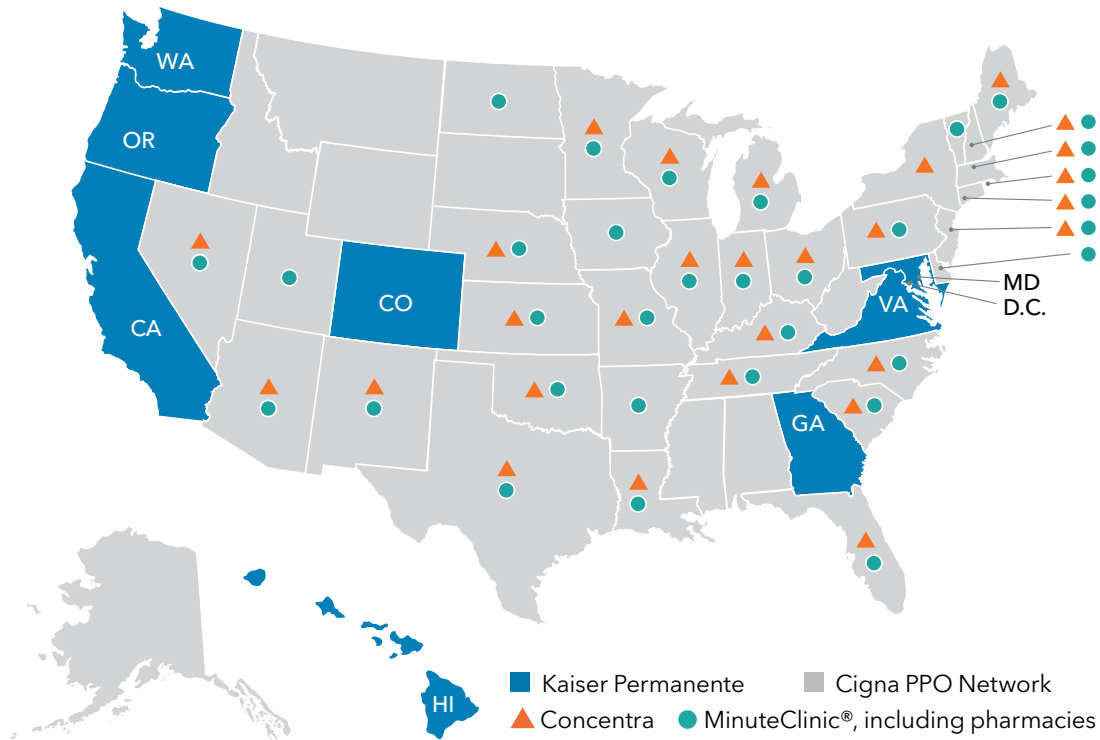 WA
OR
CO
CA
MD
D.C.
VA
GA
HI
Kaiser Permanente
Cigna PPO Network
Concentra
MinuteClinic®, including pharmacies